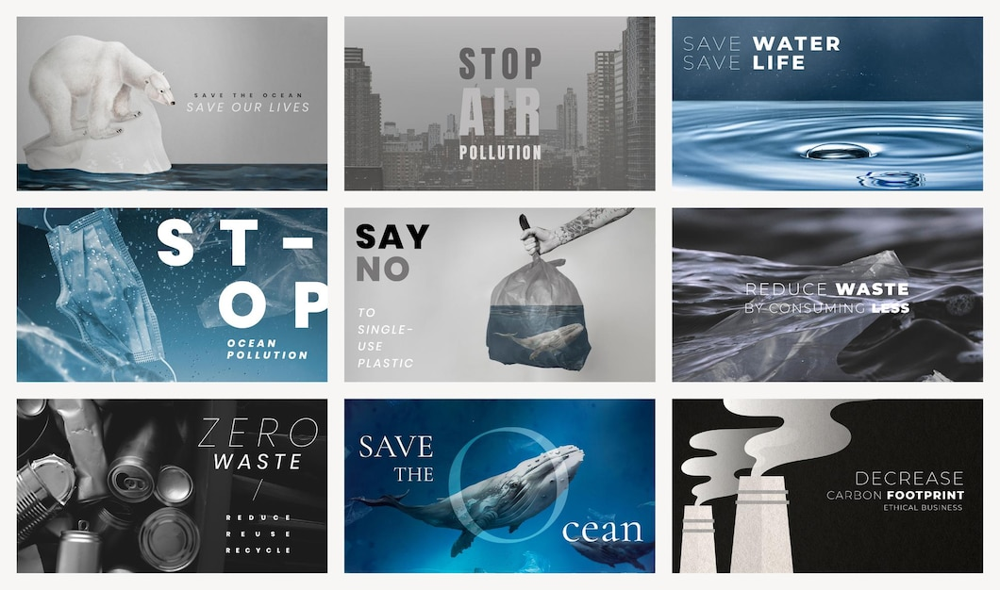 SAVE THE OCEAN
SAVE OUR LIVES
STOP
AIR
POLLUTION
SAVE WATER
SAVE LIFE
ST-
OP
OCEAN
POLLUTION
SAY
NO
TO
SINGLE-
USE
PLASTIC
REDUCE WASTE
BY CONSUMING LESS
ZERO
WASTE
/
REDUCE
REUSE
RECYCLE
SAVE
THE
Ocean
DECREASE
CARBON FOOTPRINT
ETHICAL BUSINESS